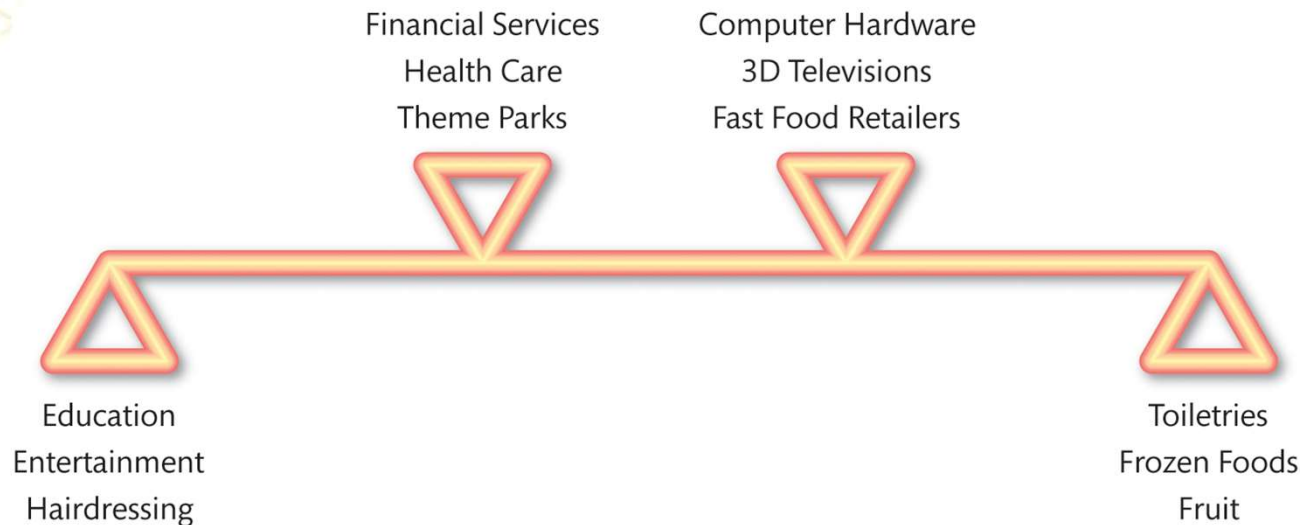 Financial Services
Health Care
Theme Parks
Computer Hardware
3D Televisions
Fast Food Retailers
Education
Entertainment
Hairdressing
Toiletries
Frozen Foods
Fruit